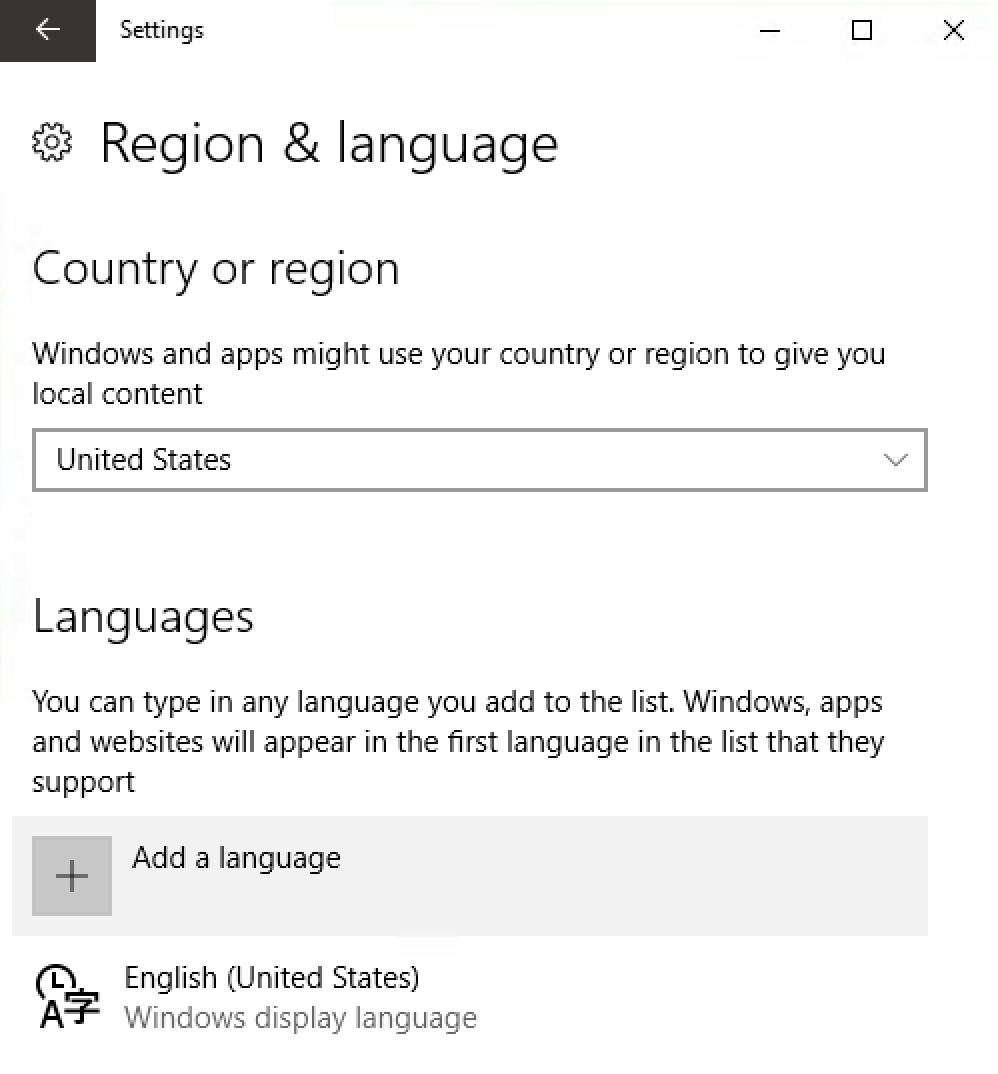 Settings
Region & language
Country or region
Windows and apps might use your country or region to give you
local content
United States
Languages
You can type in any language you add to the list. Windows, apps
and websites will appear in the first language in the list that they
support
Add a language
English (United States)
A字
Windows display language